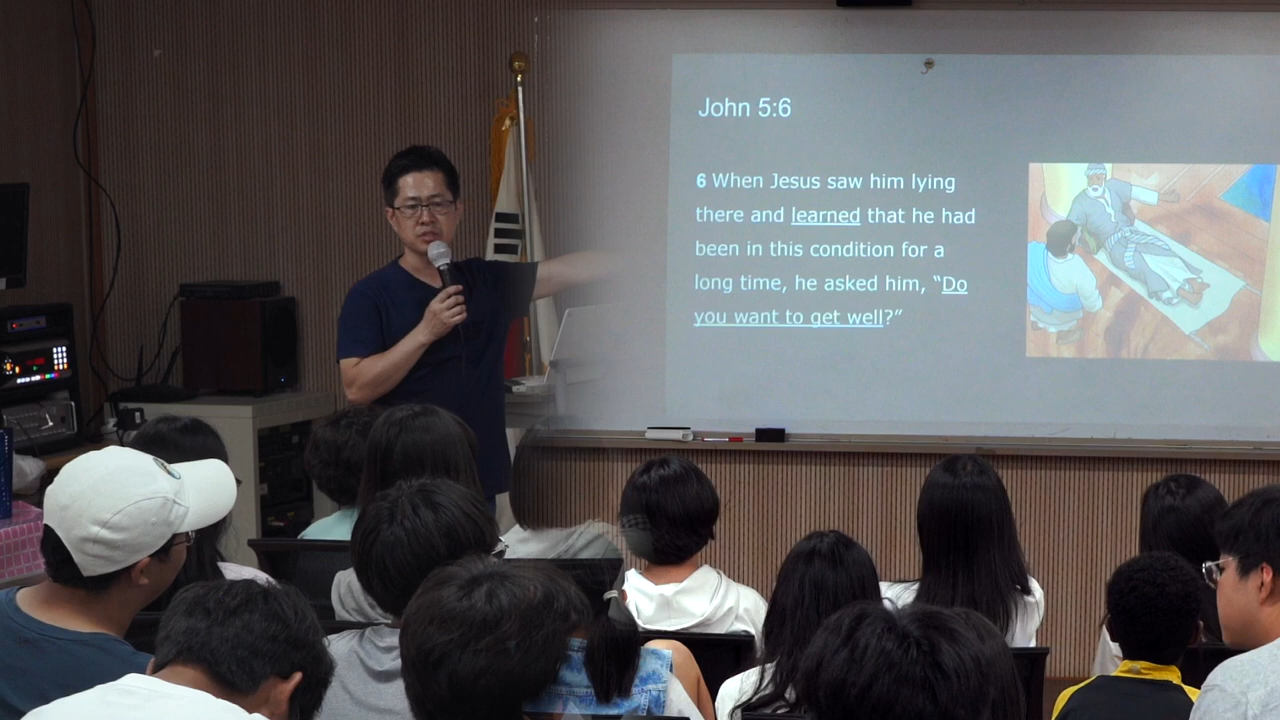 John 5:6
6 When Jesus saw him lying
there and learned that he had
been in this condition for a
long time, he asked him, “Do
you want to get well?”